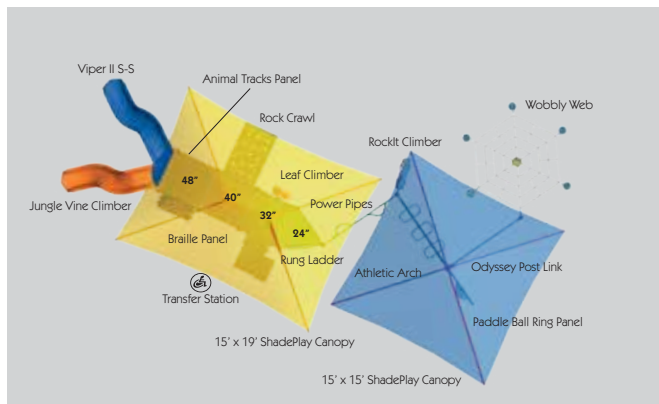 Viper II S-S
Animal Tracks Panel
Wobbly Web
Rock Crawl
RockIt Climber
Leaf Climber
48"
40"
Jungle Vine Climber
Power Pipes
32"
24"
Braille Panel
Rung Ladder
Athletic Arch
Odyssey Post Link
Transfer Station
Paddle Ball Ring Panel
15' x 19' ShadePlay Canopy
15' x 15' ShadePlay Canopy